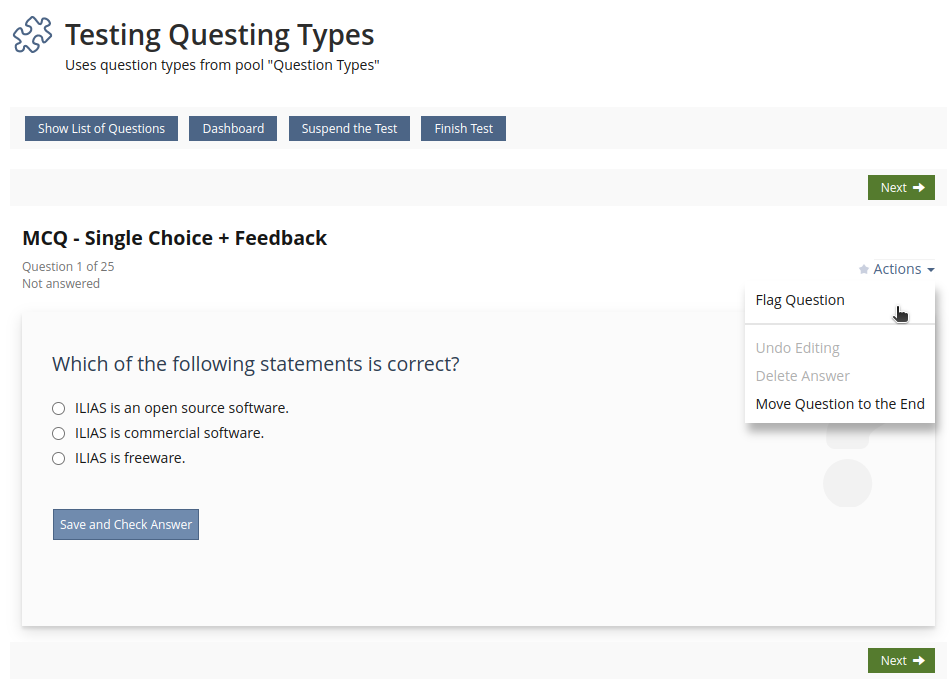 Testing Questing Types
Uses question types from pool "Question Types"
Show List of Questions Dashboard Suspend the Test Finish Test
Next
MCQ - Single Choice + Feedback
Question 1 of 25
Not answered
Actions
Flag Question
Undo Editing
Delete Answer
Move Question to the End
Which of the following statements is correct?
ILIAS is an open source software.
ILIAS is commercial software.
ILIAS is freeware.
Save and Check Answer
Next